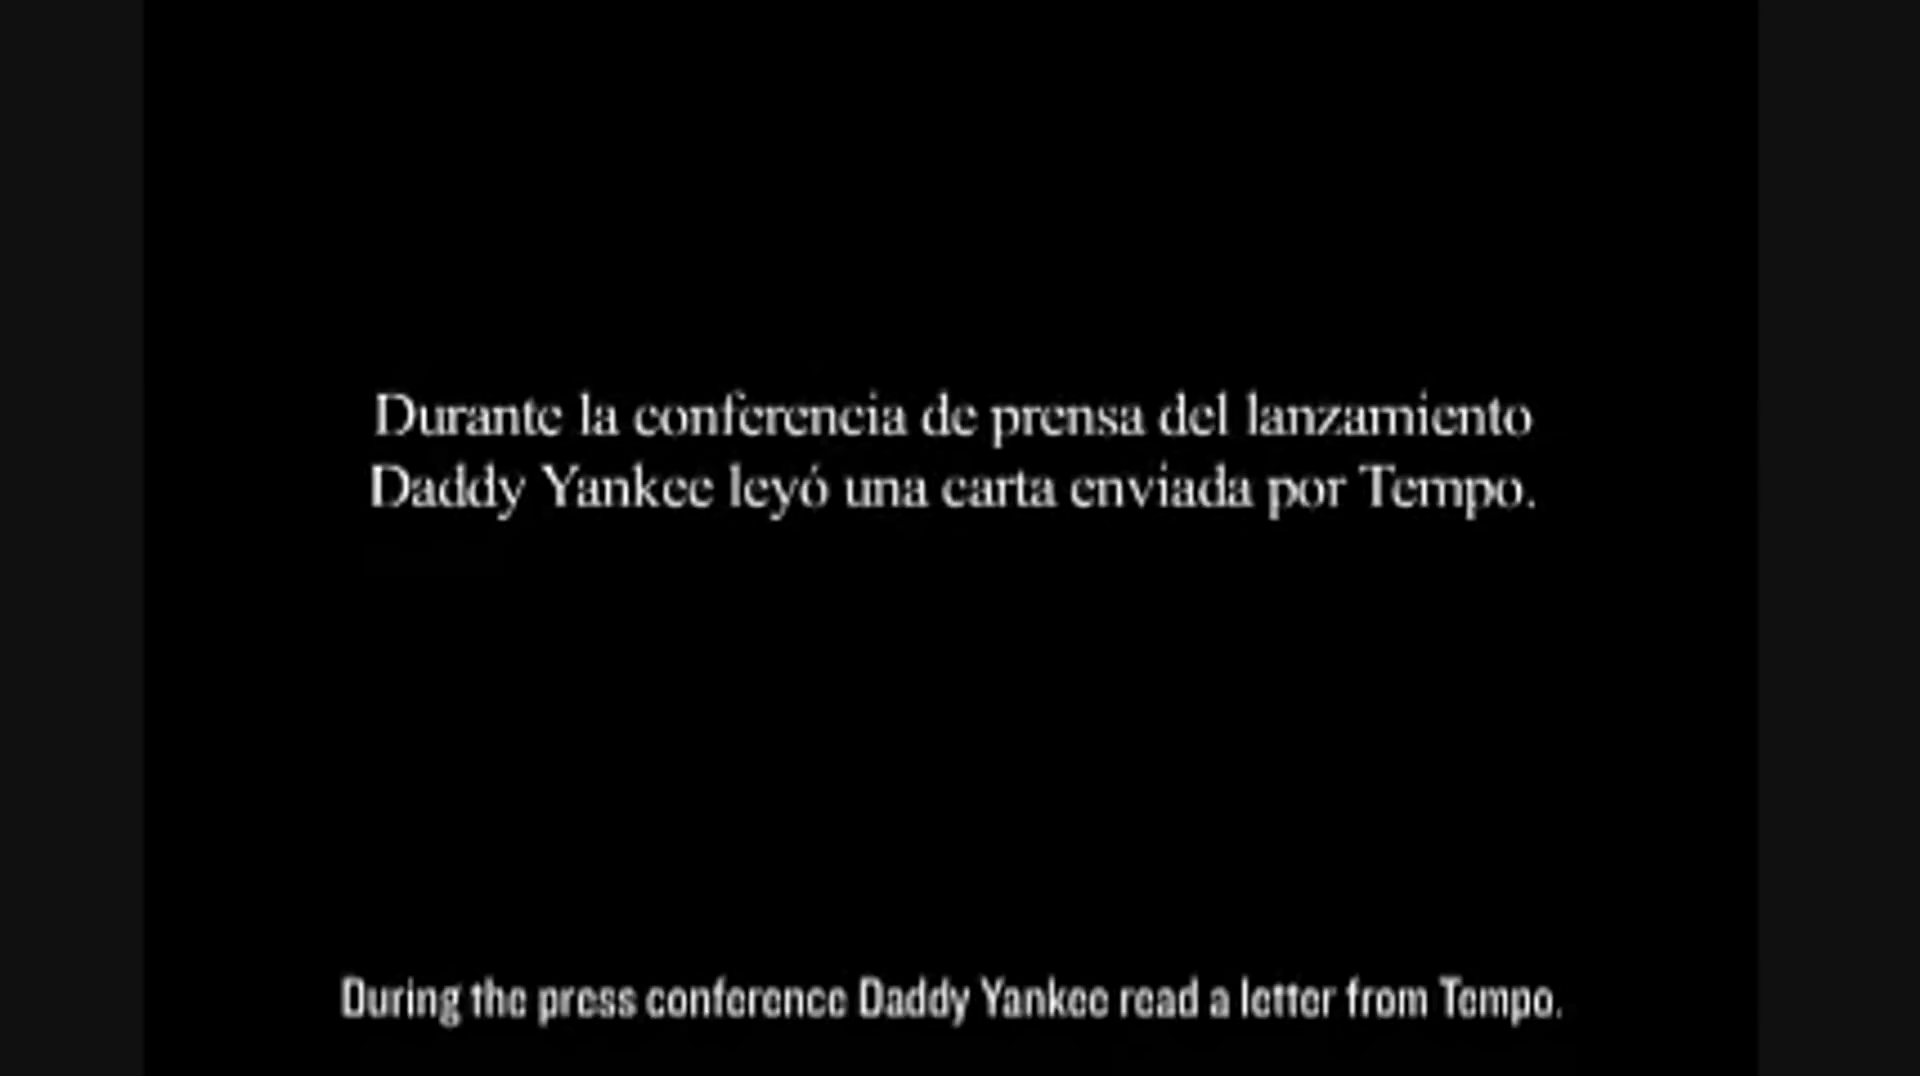 Durante la conferencia de prensa del lanzamiento
Daddy Yankee leyó una carta enviada por Tempo.
During the press conference Daddy Yankee read a letter from Tempo.